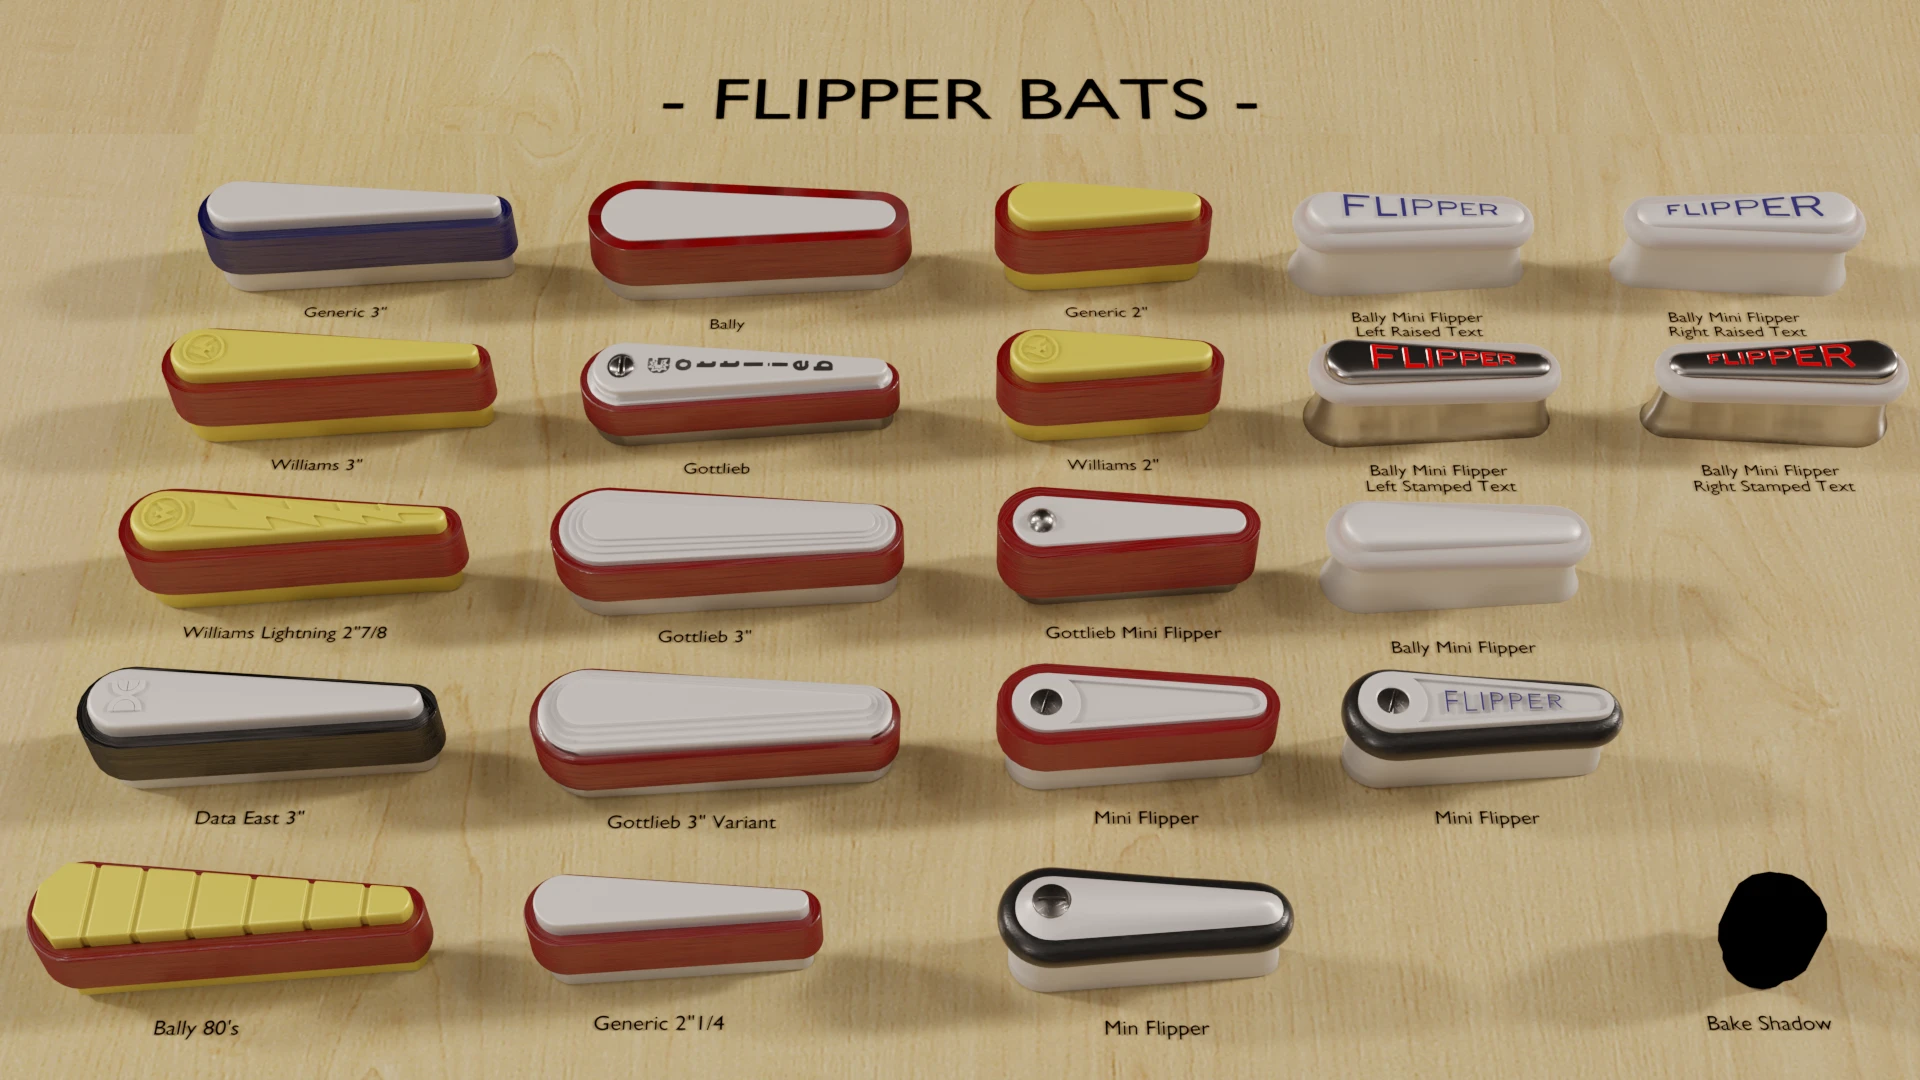 - FLIPPER BATS -
FLIPPER
FLIPPER
Generic 3"
Bally
Generic 2"
Bally Mini Flipper
Left Raised Text
Bally Mini Flipper
Right Raised Text
Gottlieb
FLIPPER
FLIPPER
Williams 3"
Gottlieb
Williams 2"
Bally Mini Flipper
Left Stamped Text
Bally Mini Flipper
Right Stamped Text
Williams Lightning 2"7/8
Gottlieb 3"
Gottlieb Mini Flipper
Bally Mini Flipper
DE
FLIPPER
Data East 3"
Gottlieb 3" Variant
Mini Flipper
Mini Flipper
Bally 80's
Generic 2"1/4
Min Flipper
Bake Shadow